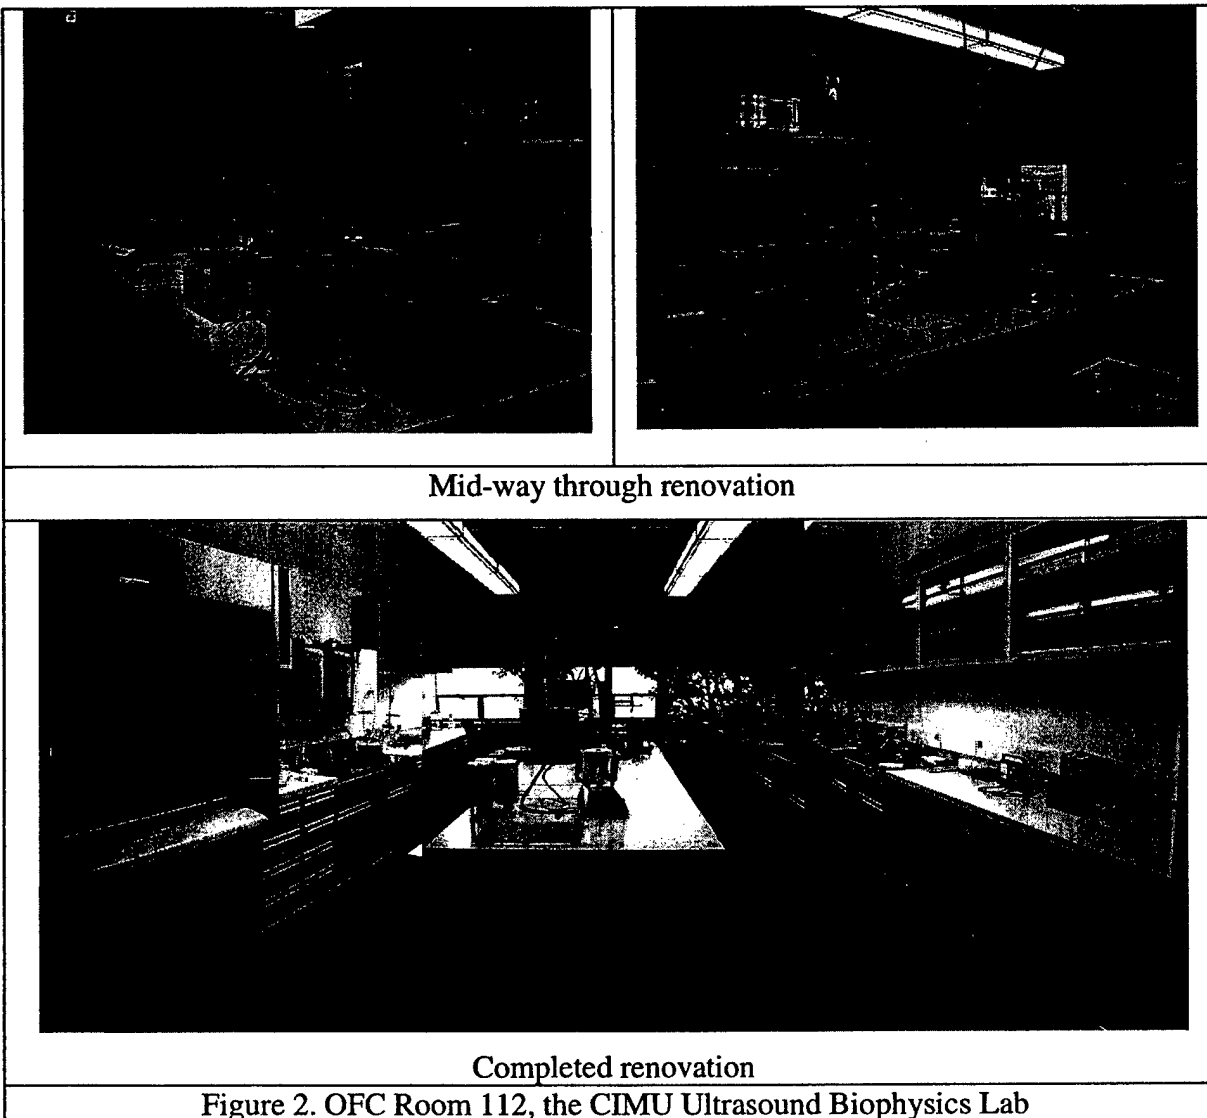 Mid-way through renovation
Completed renovation
Figure 2. OFC Room 112, the CIMU Ultrasound Biophysics Lab